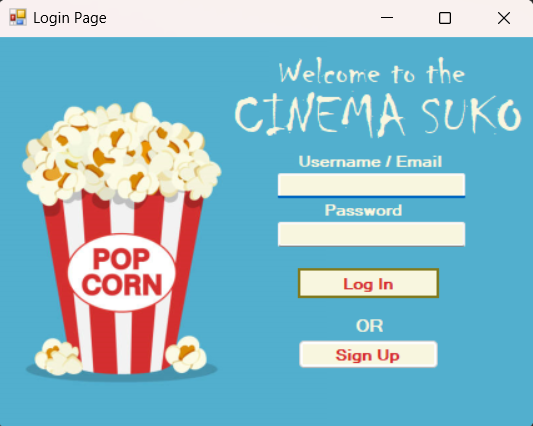 Login Page
Welcome to the
CINEMA SUKO
Username / Email
Password
POP
CORN
Log In
OR
Sign Up